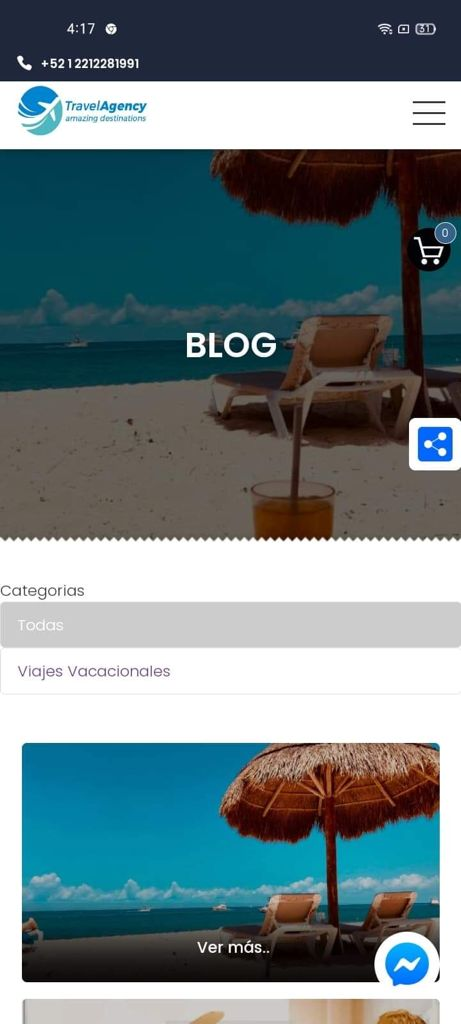 4:17
31
+52 1 2212281991
TravelAgency
amazing destinations
0
BLOG
Categorias
Todas
Viajes Vacacionales
Ver más..